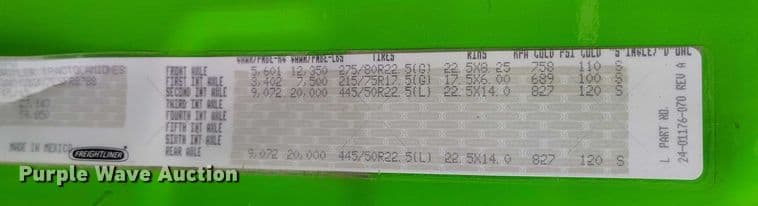 GAWR/PNBE-KG GAWR/PNBE-LBS TIRES RIMS KPA COLD PSI COLD "S"INGLE/"D"UAL
FRONT AXLE 5,601 12,350 275/80R22.5(G) 22.5X8.25 758 110 S
FIRST INT AXLE 3,402 7,500 215/75R17.5(G) 17.5X6.00 689 100 S
SECOND INT AXLE 9,072 20,000 445/50R22.5(L) 22.5X14.0 827 120 S
THIRD INT AXLE
FOURTH INT AXLE
FIFTH INT AXLE
SIXTH INT AXLE
REAR AXLE 9,072 20,000 445/50R22.5(L) 22.5X14.0 827 120 S
MADE IN MEXICO
FREIGHTLINER
L PART NO.
24-01176-070 REV A
Purple Wave Auction